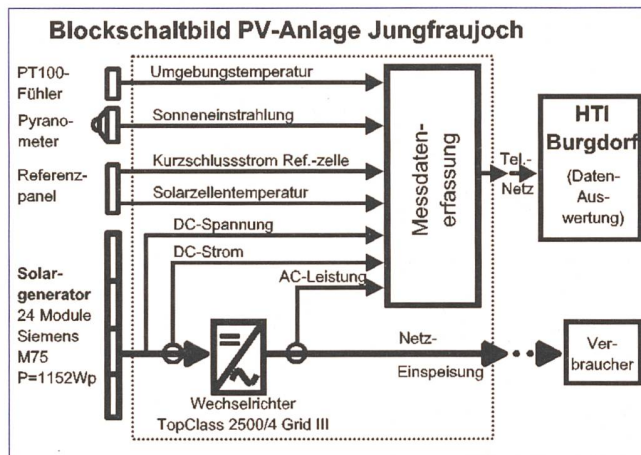 Blockschaltbild PV-Anlage Jungfraujoch
PT100-
Fühler
Umgebungstemperatur
Pyrano-
meter
Sonneneinstrahlung
Referenz-
panel
Kurzschlussstrom Ref.-zelle
Solarzellentemperatur
DC-Spannung
DC-Strom
AC-Leistung
Messdaten-
erfassung
Tel.-
Netz
HTI
Burgdorf
(Daten-
Aus-
wertung)
Solar-
generator
24 Module
Siemens
M75
P=1152Wp
Wechselrichter
TopClass 2500/4 Grid III
Netz-
Einspeisung
Ver-
braucher